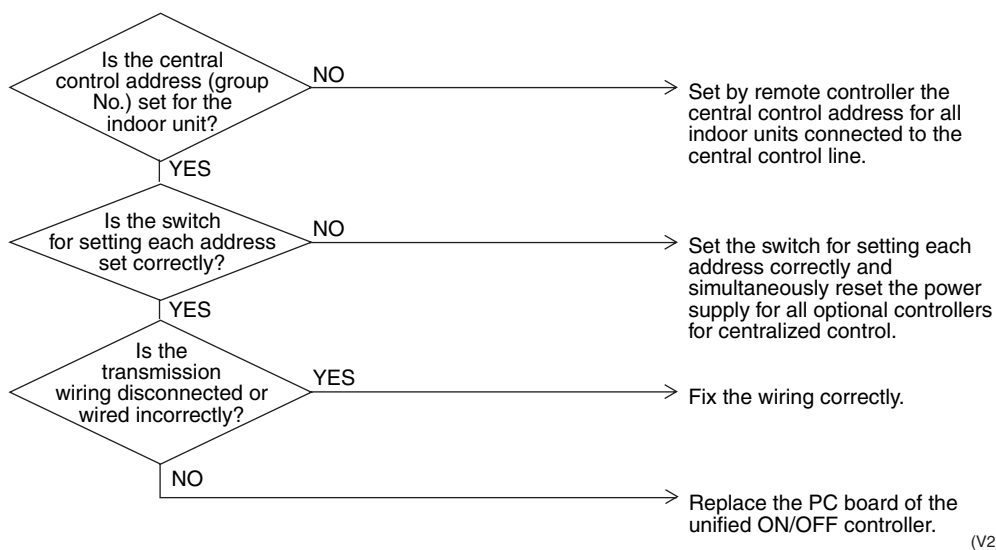 Is the central
control address (group
No.) set for the
indoor unit?
NO
Set by remote controller the
central control address for all
indoor units connected to the
central control line.
YES
Is the switch
for setting each address
set correctly?
NO
Set the switch for setting each
address correctly and
simultaneously reset the power
supply for all optional controllers
for centralized control.
YES
Is the
transmission
wiring disconnected or
wired incorrectly?
YES
Fix the wiring correctly.
NO
Replace the PC board of the
unified ON/OFF controller.
(V2